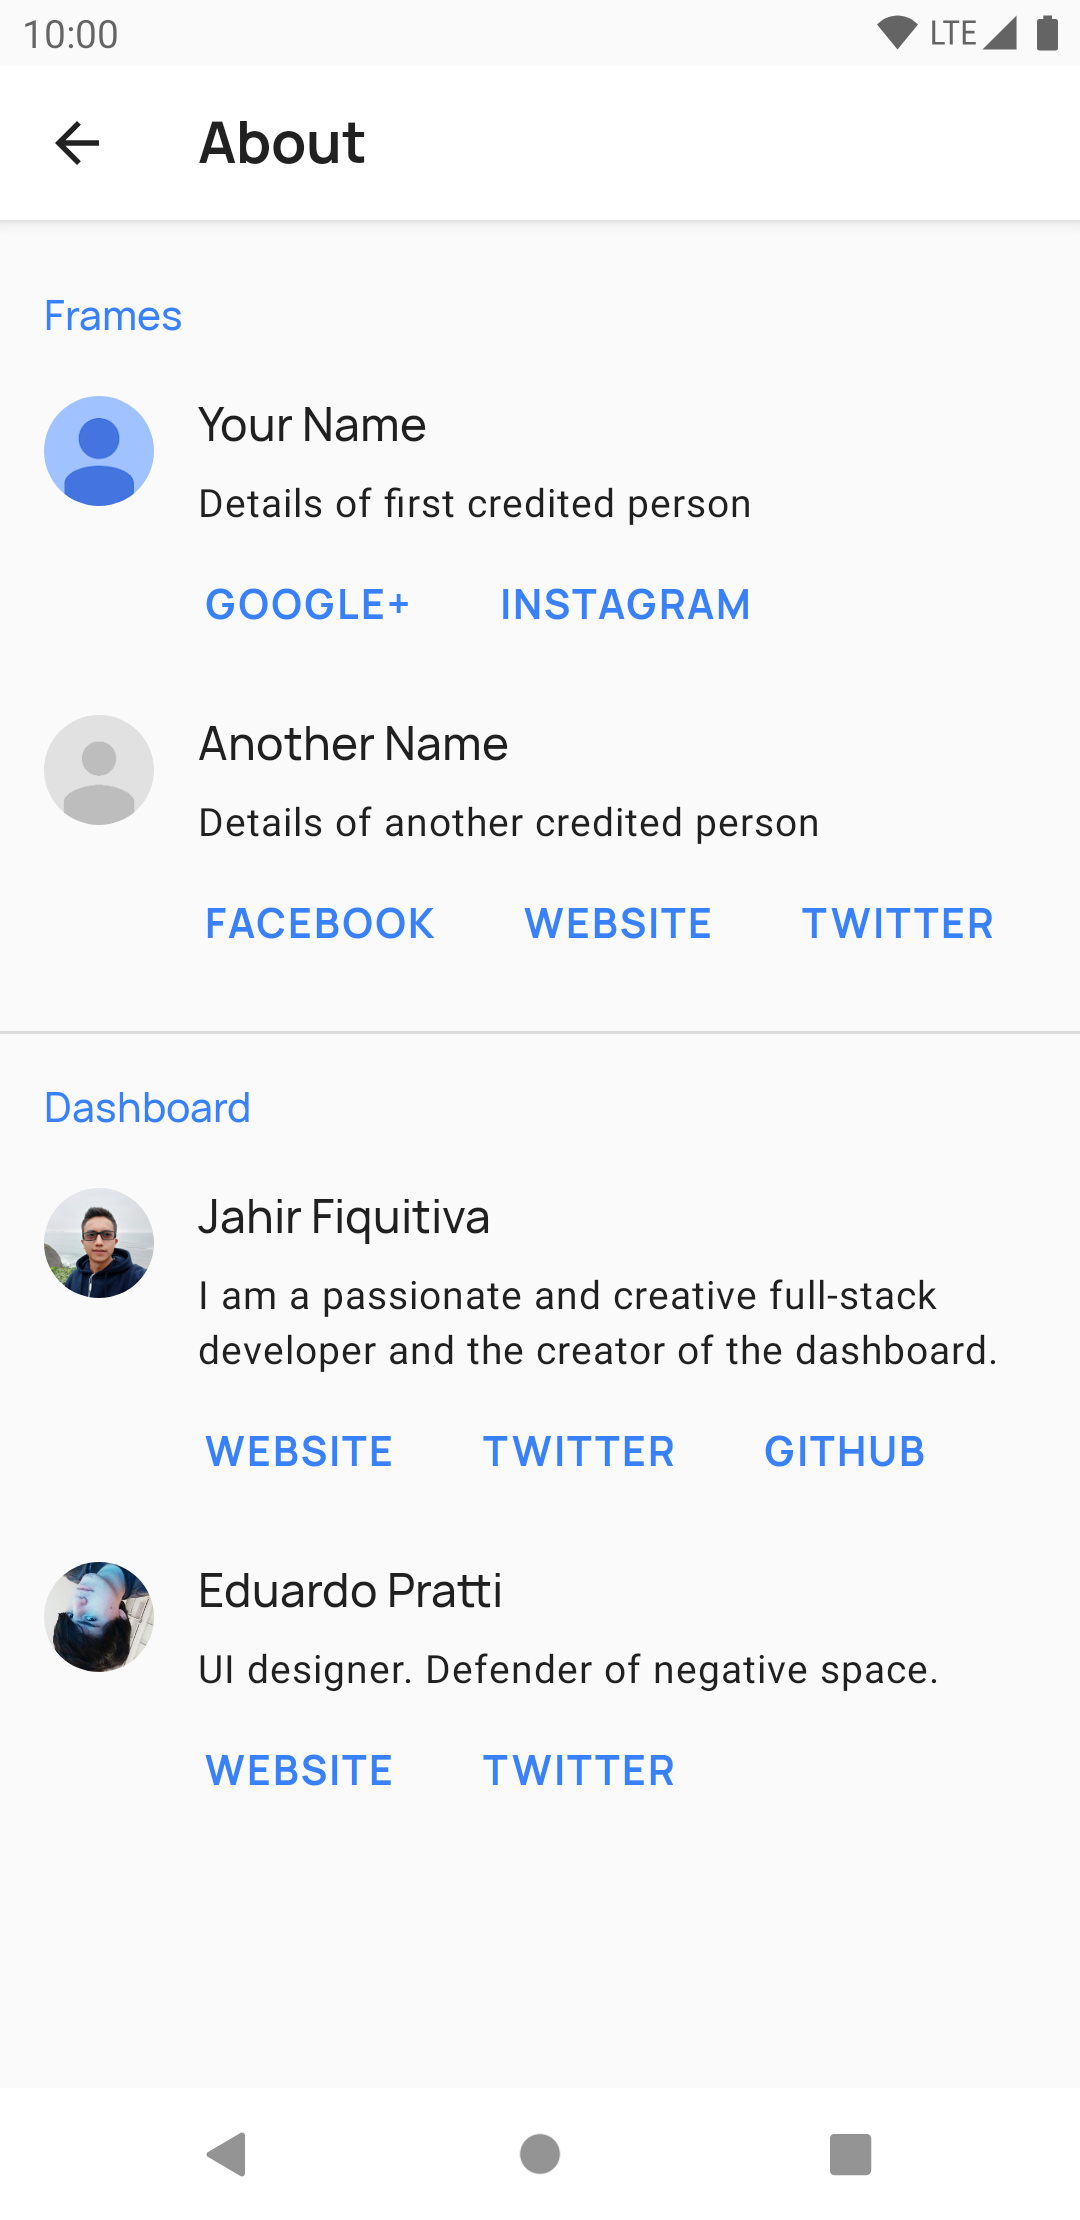 10:00
LTE
About
Frames
Your Name
Details of first credited person
GOOGLE+ INSTAGRAM
Another Name
Details of another credited person
FACEBOOK WEBSITE TWITTER
Dashboard
Jahir Fiquitiva
I am a passionate and creative full-stack
developer and the creator of the dashboard.
WEBSITE TWITTER GITHUB
Eduardo Pratti
UI designer. Defender of negative space.
WEBSITE TWITTER